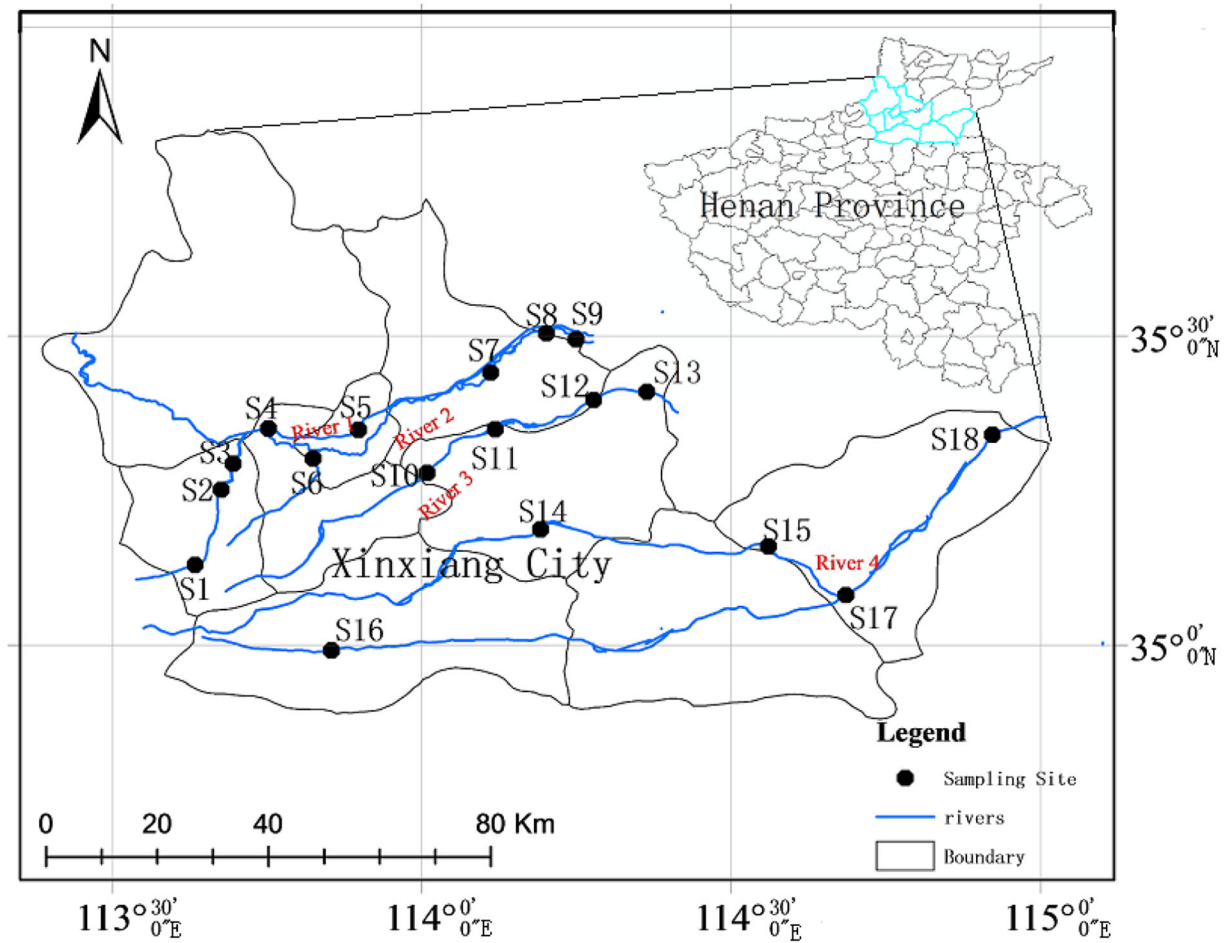 N
Henan Province
S8 S9
S7
S13
S12
S4
S5
River 1
River 2
S18
S3
S11
S10
S6
S2
River 3
S14
S15
Xinxiang City
River 4
S1
S17
S16
35°30′0″N
35°0′0″N
Legend
Sampling Site
rivers
Boundary
0 20 40 80 Km
113°30′0″E 114°0′0″E 114°30′0″E 115°0′0″E